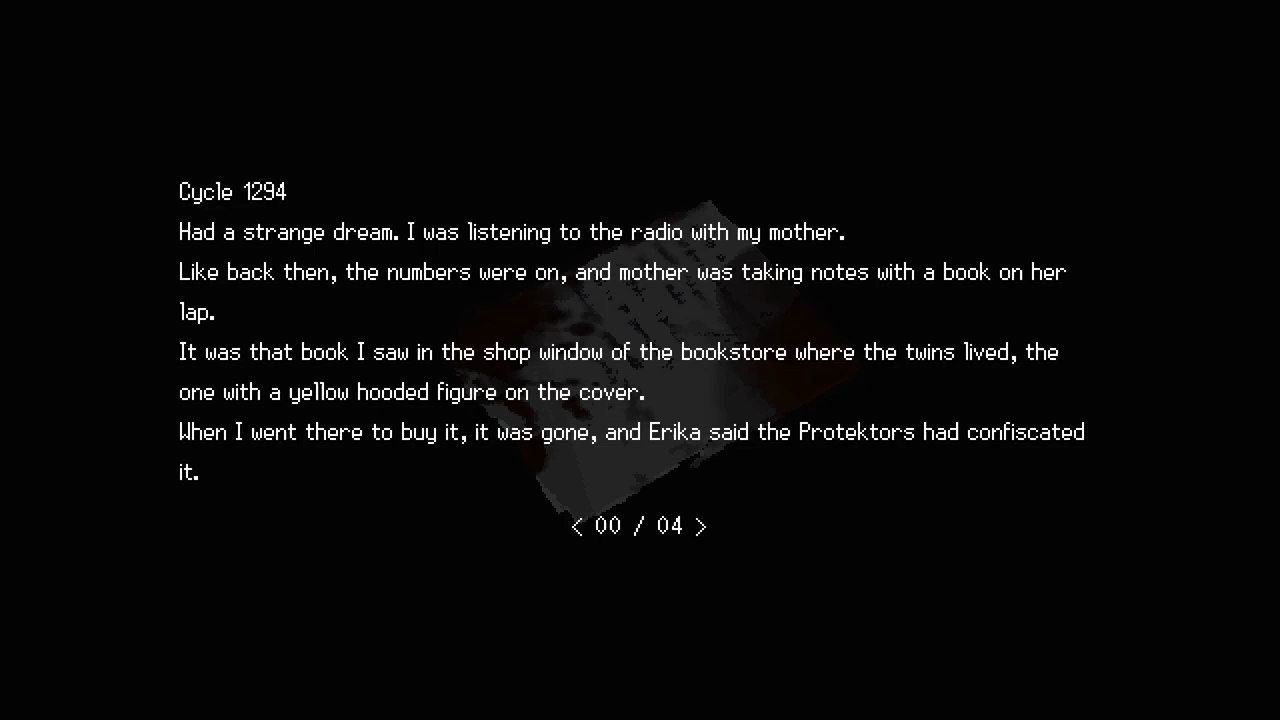 Cycle 1294
Had a strange dream. I was listening to the radio with my mother.
Like back then, the numbers were on, and mother was taking notes with a book on her
lap.
It was that book I saw in the shop window of the bookstore where the twins lived, the
one with a yellow hooded figure on the cover.
When I went there to buy it, it was gone, and Erika said the Protektors had confiscated
it.
< 00 / 04 >